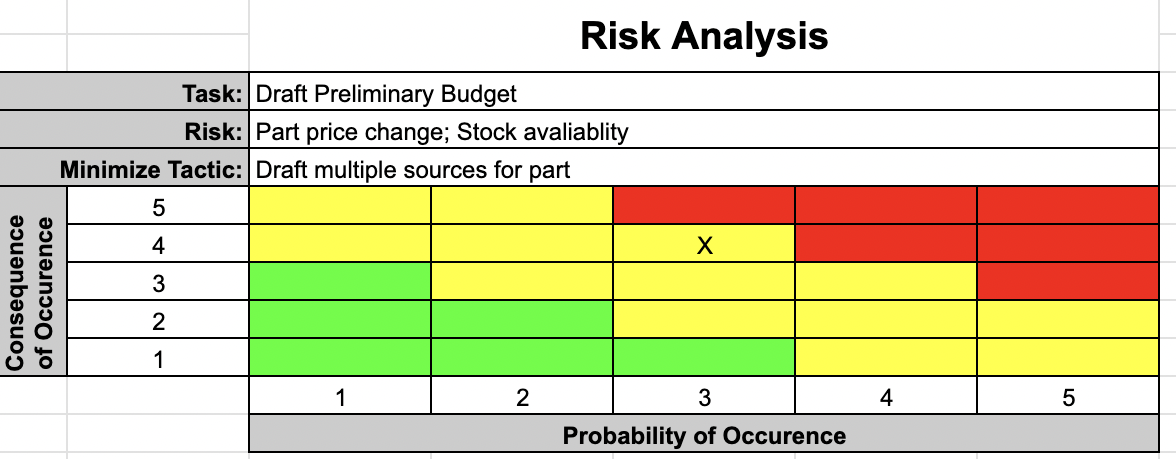 Risk Analysis
Task: Draft Preliminary Budget
Risk: Part price change; Stock avaliablity
Minimize Tactic: Draft multiple sources for part
Consequence
of Occurence
5
4 X
3
2
1
1 2 3 4 5
Probability of Occurence